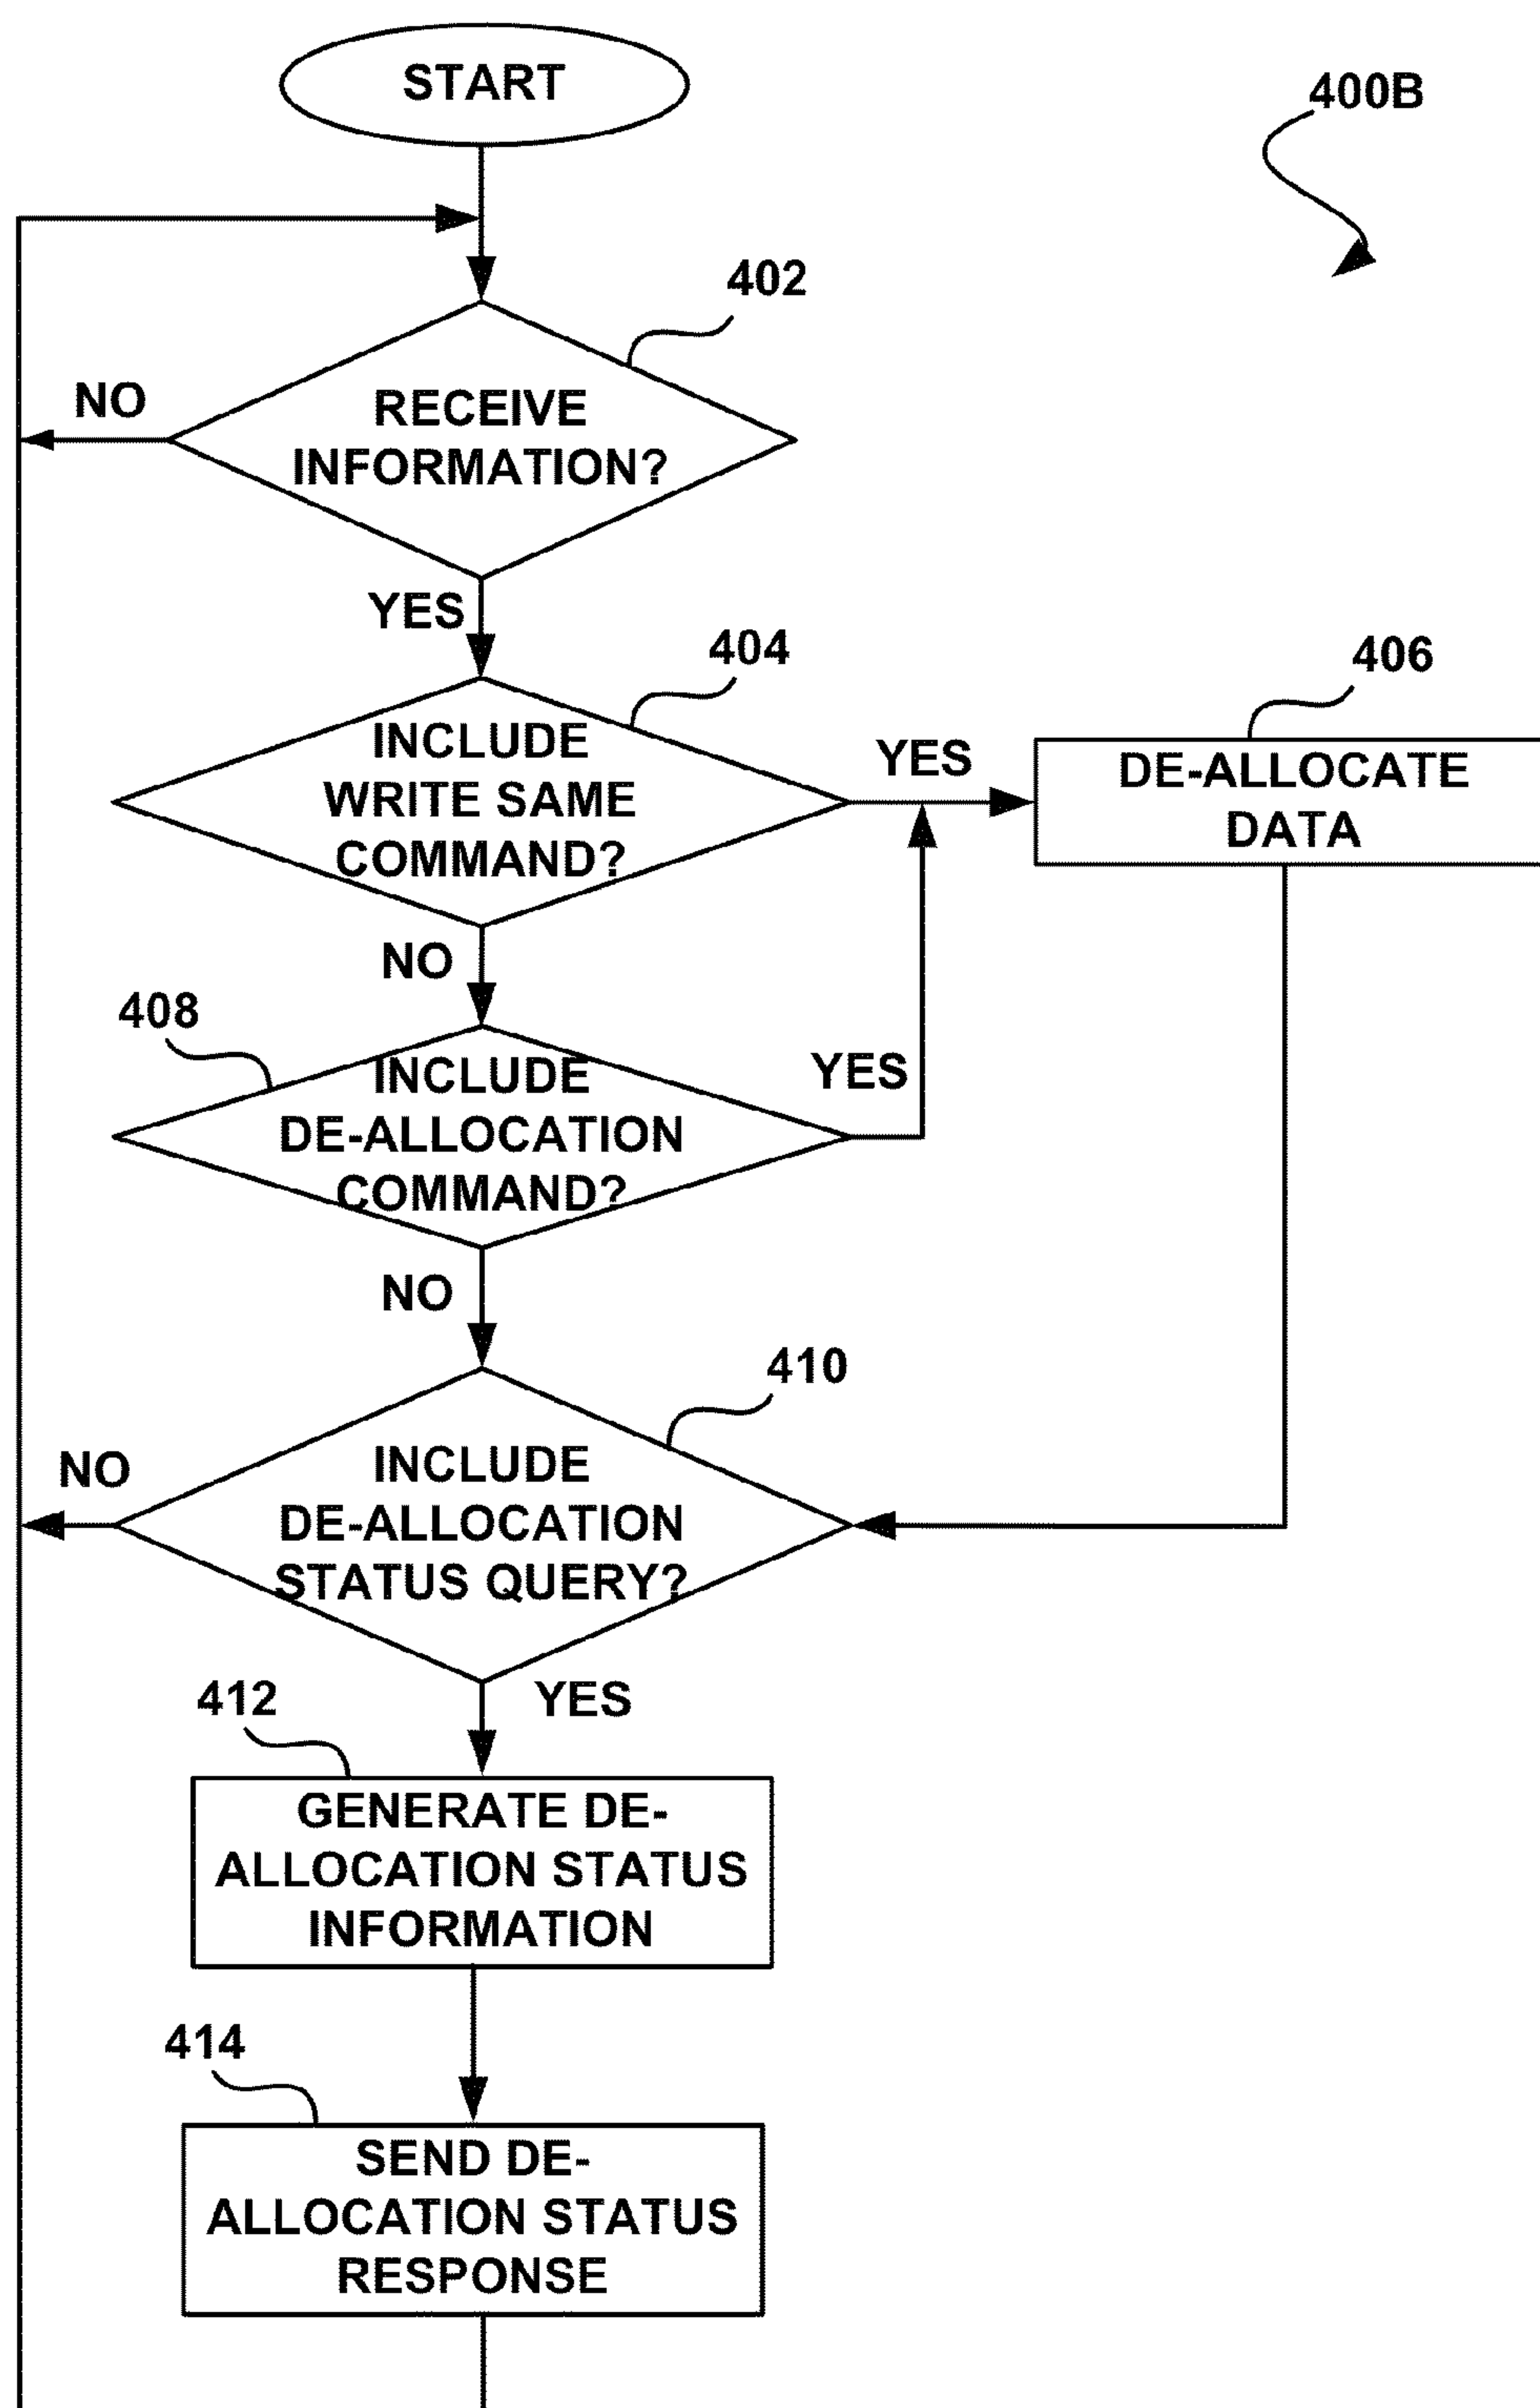 START
400B
402
NO
RECEIVE
INFORMATION?
YES
404
406
INCLUDE
WRITE SAME
COMMAND?
YES
DE-ALLOCATE
DATA
NO
408
INCLUDE
DE-ALLOCATION
COMMAND?
YES
NO
410
NO
INCLUDE
DE-ALLOCATION
STATUS QUERY?
YES
412
GENERATE DE-
ALLOCATION STATUS
INFORMATION
414
SEND DE-
ALLOCATION STATUS
RESPONSE